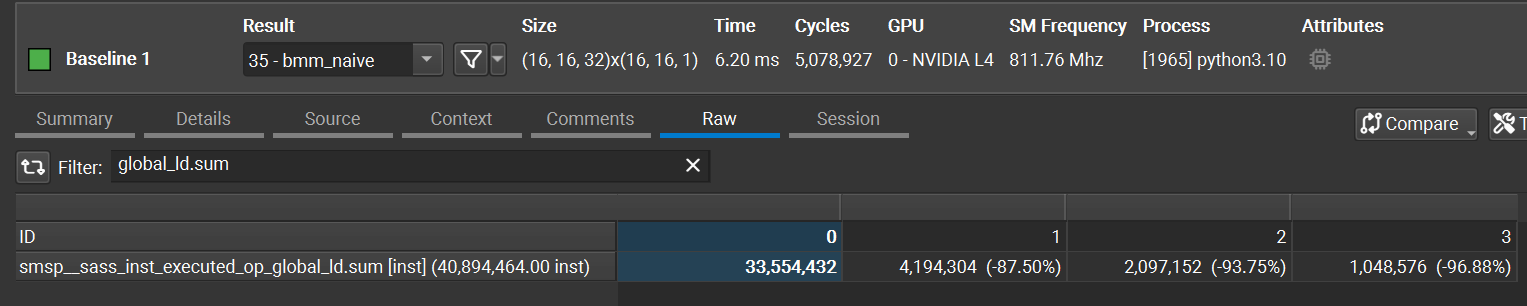 Result Size Time Cycles GPU SM Frequency Process Attributes
Baseline 1 35 - bmm_naive (16, 16, 32)x(16, 16, 1) 6.20 ms 5,078,927 0 - NVIDIA L4 811.76 Mhz [1965] python3.10
Summary Details Source Context Comments Raw Session Compare T
Filter: global_ld.sum
ID 0 1 2 3
smsp__sass_inst_executed_op_global_ld.sum [inst] (40,894,464.00 inst) 33,554,432 4,194,304 (-87.50%) 2,097,152 (-93.75%) 1,048,576 (-96.88%)